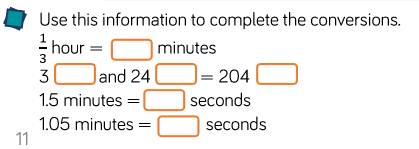 Use this information to complete the conversions.
1/3 hour = minutes
3 and 24 = 204
1.5 minutes = seconds
1.05 minutes = seconds
11